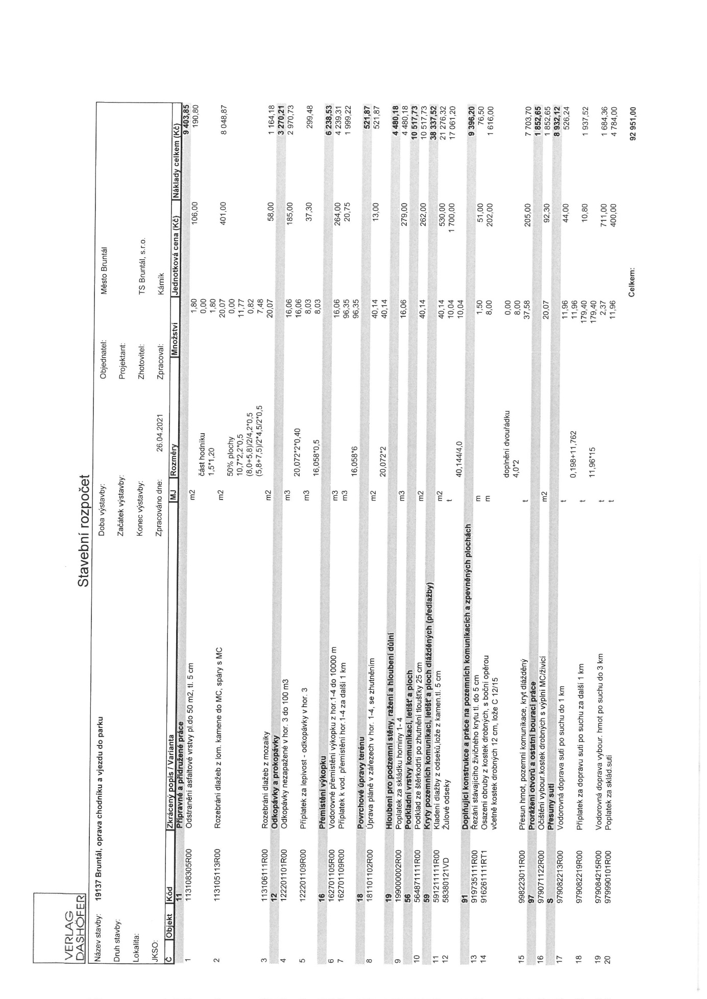 VERLAG
DASHÖFER
Stavební rozpočet
Název stavby: 19137 Bruntál, oprava chodníku a vjezdu do parku Doba výstavby: Objednatel: Město Bruntál
Druh stavby: Začátek výstavby: Projektant:
Lokalita: Konec výstavby: Zhotovitel: TS Bruntál, s.r.o.
JKSO: Zpracováno dne: 26.04.2021 Zpracoval: Kárník
Č Objekt Kód Zkrácený popis / Varianta MJ Rozměry Množství Jednotková cena (Kč) Náklady celkem (Kč)
11 Přípravné a přidružené práce 9 403,85
1 113108305R00 Odstranění asfaltové vrstvy pl.do 50 m2, tl. 5 cm m2 1,80 106,00 190,80
část hodniku 0,00
1,5*1,20 1,80
2 113105113R00 Rozebrání dlažeb z lom. kamene do MC, spáry s MC m2 20,07 401,00 8 048,87
50% plochy 0,00
10,7*2,2*0,5 11,77
(8,0+5,8)/2/4,2*0,5 0,82
(5,8+7,5)/2*4,5/2*0,5 7,48
3 113106111R00 Rozebrání dlažeb z mozaiky m2 20,07 58,00 1 164,18
12 Odkopávky a prokopávky 3 270,21
4 122201101R00 Odkopávky nezapažené v hor. 3 do 100 m3 m3 16,06 185,00 2 970,73
20,072*2*0,40 16,06
5 122201109R00 Příplatek za lepivost - odkopávky v hor. 3 m3 8,03 37,30 299,48
16,058*0,5 8,03
16 Přemístění výkopku 6 238,53
6 162701105R00 Vodorovné přemístění výkopku z hor.1-4 do 10000 m m3 16,06 264,00 4 239,31
7 162701109R00 Příplatek k vod. přemístění hor.1-4 za další 1 km m3 96,35 20,75 1 999,22
16,058*6 96,35
18 Povrchové úpravy terénu 521,87
8 181101102R00 Úprava pláně v zářezech v hor. 1-4, se zhutněním m2 40,14 13,00 521,87
20,072*2 40,14
19 Hloubení pro podzemní stěny, ražení a hloubení důlní 4 480,18
9 199000002R00 Poplatek za skládku horniny 1- 4 m3 16,06 279,00 4 480,18
56 Podkladní vrstvy komunikací, letišť a ploch 10 517,73
10 564871111R00 Podklad ze štěrkodrti po zhutnění tloušťky 25 cm m2 40,14 262,00 10 517,73
59 Kryty pozemních komunikací, letišť a ploch dlážděných (předlažby) 38 337,52
11 591211111R00 Kladení dlažby z odseků,lože z kamen.tl. 5 cm m2 40,14 530,00 21 276,32
12 58380121VD Žulové odseky t 10,04 1 700,00 17 061,20
40,144/4,0 10,04
91 Doplňující konstrukce a práce na pozemních komunikacích a zpevněných plochách 9 396,20
13 919735111R00 Řezání stávajícího živičného krytu tl. do 5 cm m 1,50 51,00 76,50
14 916261111RT1 Osazení obruby z kostek drobných, s boční opěrou m 8,00 202,00 1 616,00
včetně kostek drobných 12 cm, lože C 12/15
doplnění dvouřádku 0,00
4,0*2 8,00
15 998223011R00 Přesun hmot, pozemní komunikace, kryt dlážděný t 37,58 205,00 7 703,70
97 Prorážení otvorů a ostatní bourací práce 1 852,65
16 979071122R00 Očištění vybour.kostek drobných s výplní MC/živicí m2 20,07 92,30 1 852,65
S Přesuny sutí 8 932,12
17 979082213R00 Vodorovná doprava suti po suchu do 1 km t 11,96 44,00 526,24
0,198+11,762 11,96
18 979082219R00 Příplatek za dopravu suti po suchu za další 1 km t 179,40 10,80 1 937,52
11,96*15 179,40
19 979084215R00 Vodorovná doprava vybour. hmot po suchu do 3 km t 2,37 711,00 1 684,36
20 979990101R00 Poplatek za sklád.suti t 11,96 400,00 4 784,00
Celkem: 92 951,00